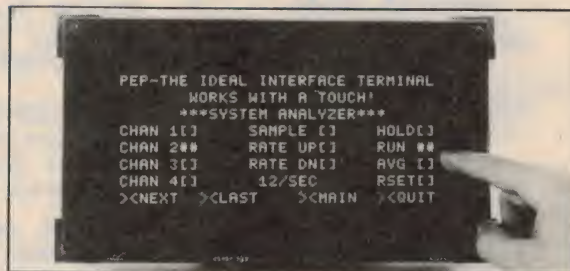 PEP-THE IDEAL INTERFACE TERMINAL
WORKS WITH A TOUCH!
***SYSTEM ANALYZER***
CHAN 1[] SAMPLE [] HOLD[]
CHAN 2** RATE UP[] RUN **
CHAN 3[] RATE DN[] AVG []
CHAN 4[] 12/SEC RSET[]
><NEXT ><LAST ><MAIN ><QUIT